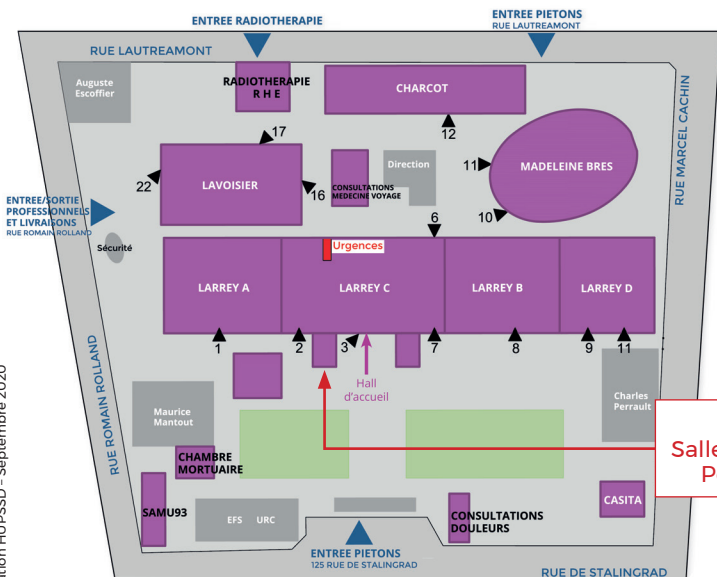 ENTREE RADIOTHERAPIE
ENTREE PIETONS
RUE LAUTREAMONT
RUE LAUTREAMONT
Auguste
Escoffier
RADIOTHERAPIE
R H E
CHARCOT
12
17
22
LAVOISIER
16
CONSULTATIONS
MEDECINE VOYAGE
Direction
11
10
MADELEINE BRES
RUE MARCEL CACHIN
ENTREE/SORTIE
PROFESSIONNELS
ET LIVRAISONS
RUE ROMAIN ROLLAND
Sécurité
6
Urgences
LARREY A
LARREY C
LARREY B
LARREY D
1
2
3
7
8
9
11
Hall
d'accueil
RUE ROMAIN ROLLAND
Maurice
Mantout
Charles
Perrault
CHAMBRE
MORTUAIRE
Salle
SAMU93
EFS URC
CONSULTATIONS
DOULEURS
CASITA
ENTREE PIETONS
125 RUE DE STALINGRAD
RUE DE STALINGRAD
HUPSSD - Septembre 2020